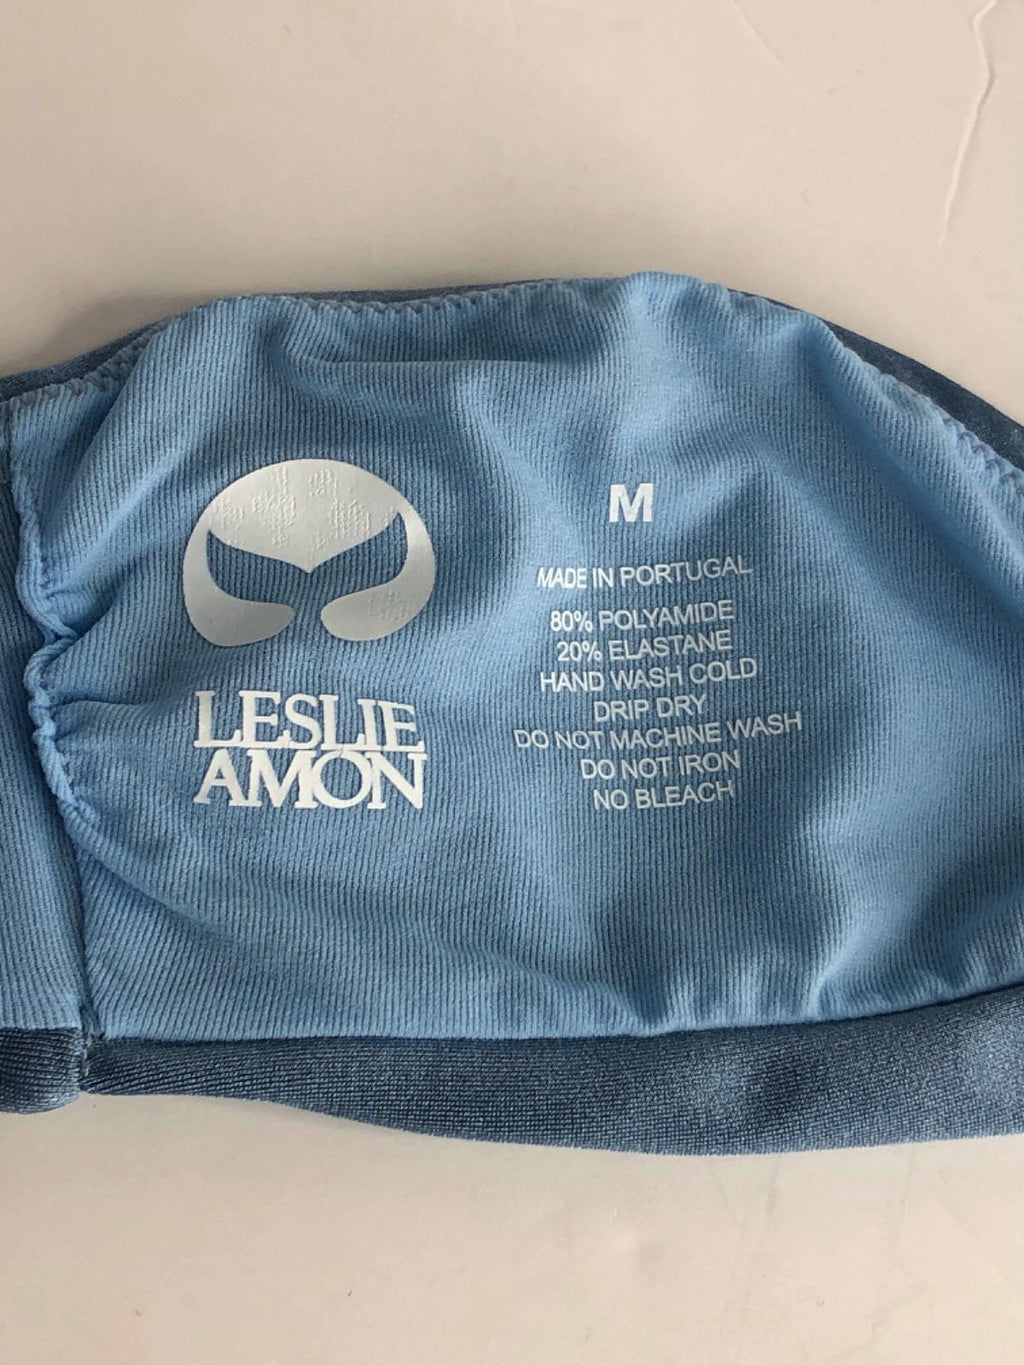 LESLIE
AMON
M
MADE IN PORTUGAL
80% POLYAMIDE
20% ELASTANE
HAND WASH COLD
DRIP DRY
DO NOT MACHINE WASH
DO NOT IRON
NO BLEACH